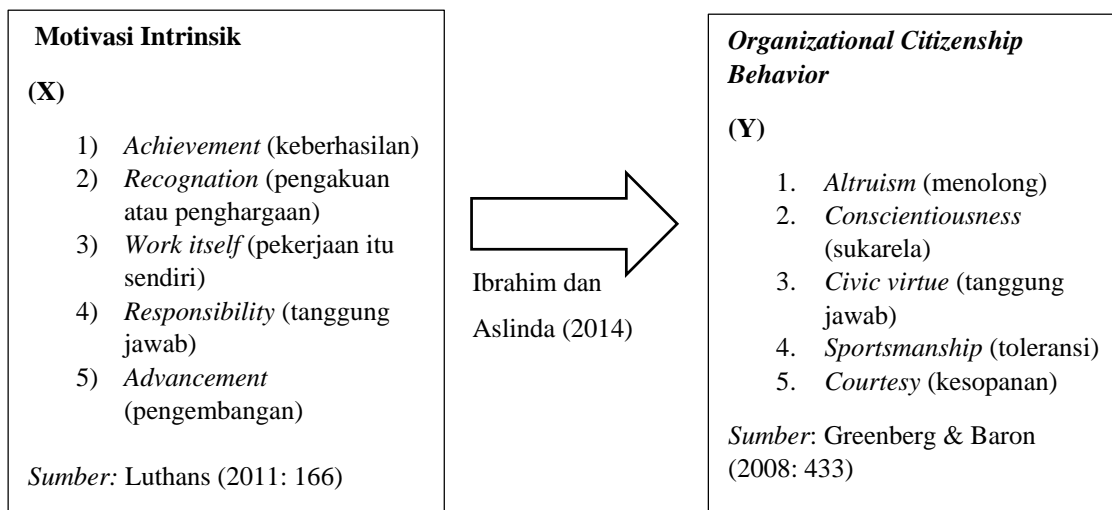 Motivasi Intrinsik
(X)
1) Achievement (keberhasilan)
2) Recognation (pengakuan
atau penghargaan)
3) Work itself (pekerjaan itu
sendiri)
4) Responsibility (tanggung
jawab)
5) Advancement
(pengembangan)
Sumber: Luthans (2011: 166)
Ibrahim dan
Aslinda (2014)
Organizational Citizenship
Behavior
(Y)
1. Altruism (menolong)
2. Conscientiousness
(sukarela)
3. Civic virtue (tanggung
jawab)
4. Sportsmanship (toleransi)
5. Courtesy (kesopanan)
Sumber: Greenberg & Baron
(2008: 433)